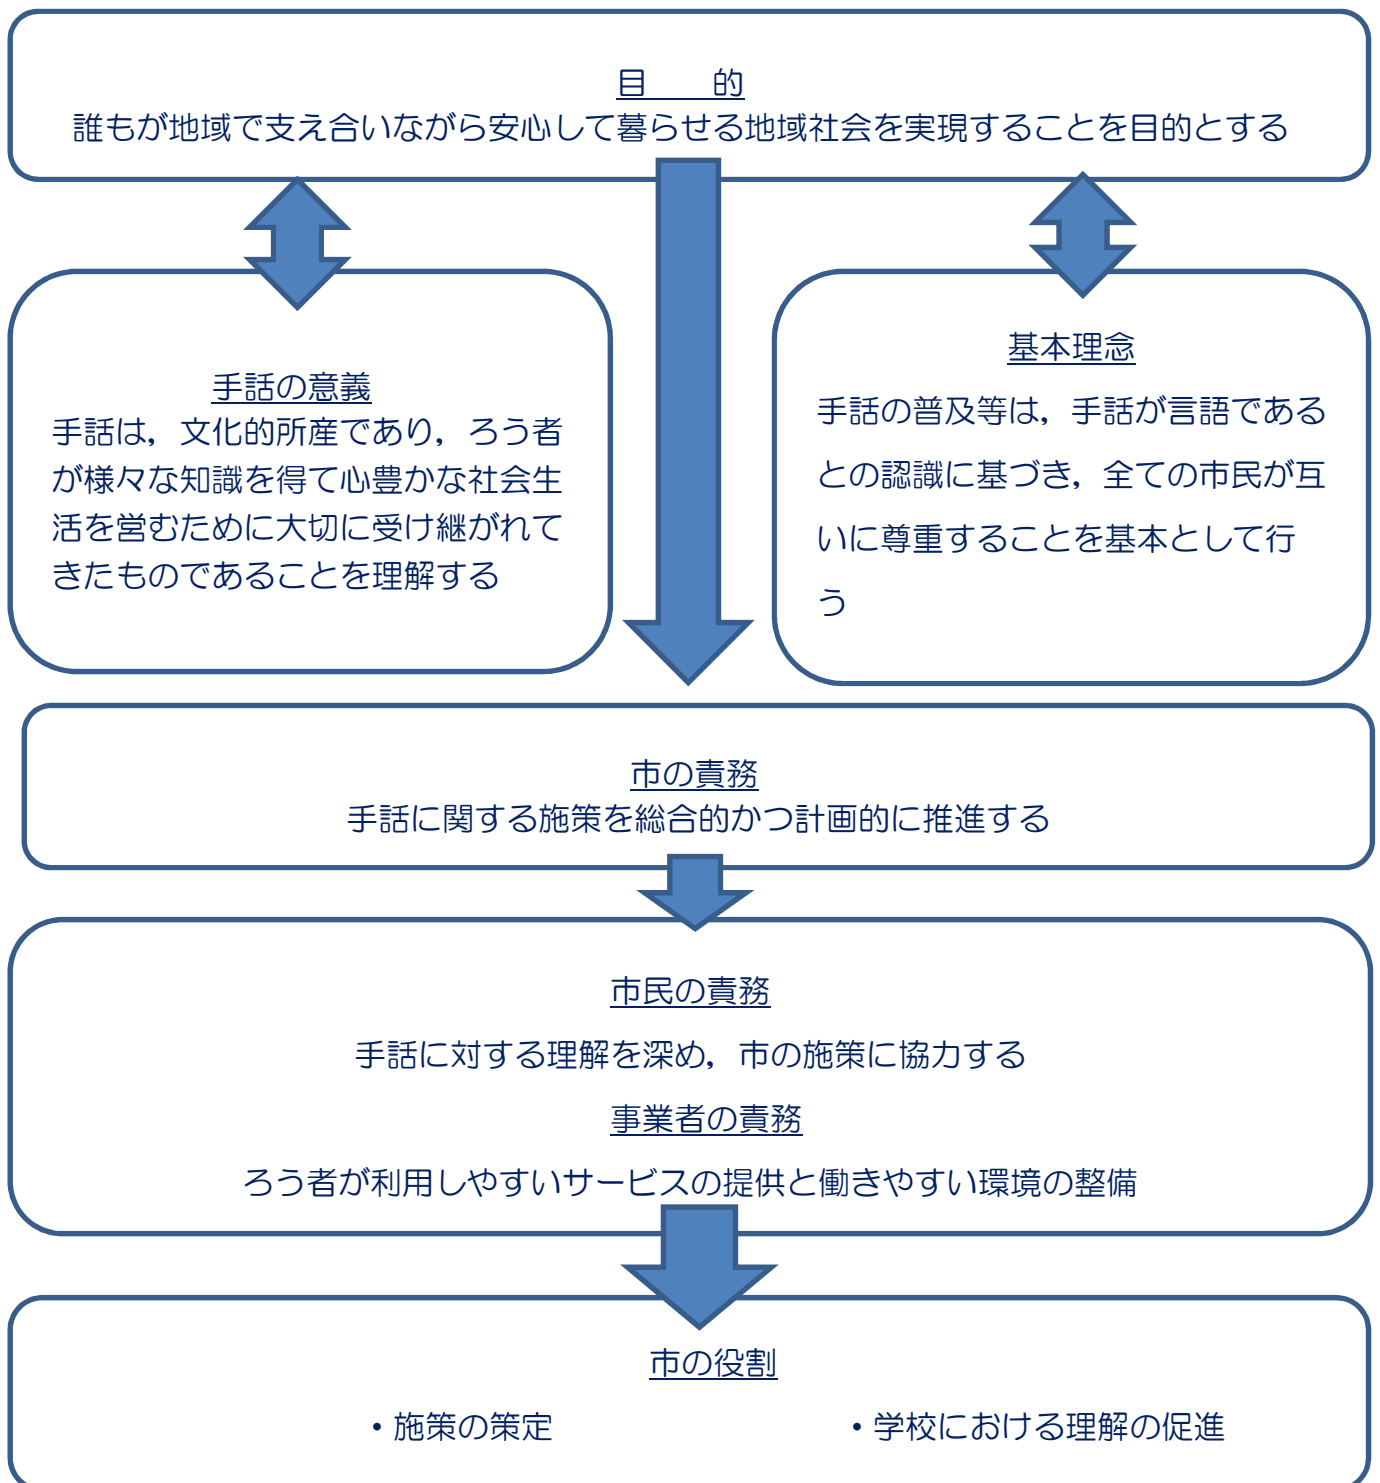 目　　的
誰もが地域で支え合いながら安心して暮らせる地域社会を実現することを目的とする
手話の意義
手話は，文化的所産であり，ろう者
が様々な知識を得て心豊かな社会生
活を営むために大切に受け継がれて
きたものであることを理解する
基本理念
手話の普及等は，手話が言語である
との認識に基づき，全ての市民が互
いに尊重することを基本として行
う
市の責務
手話に関する施策を総合的かつ計画的に推進する
市民の責務
手話に対する理解を深め，市の施策に協力する
事業者の責務
ろう者が利用しやすいサービスの提供と働きやすい環境の整備
市の役割
・施策の策定　　　　　　　　　・学校における理解の促進